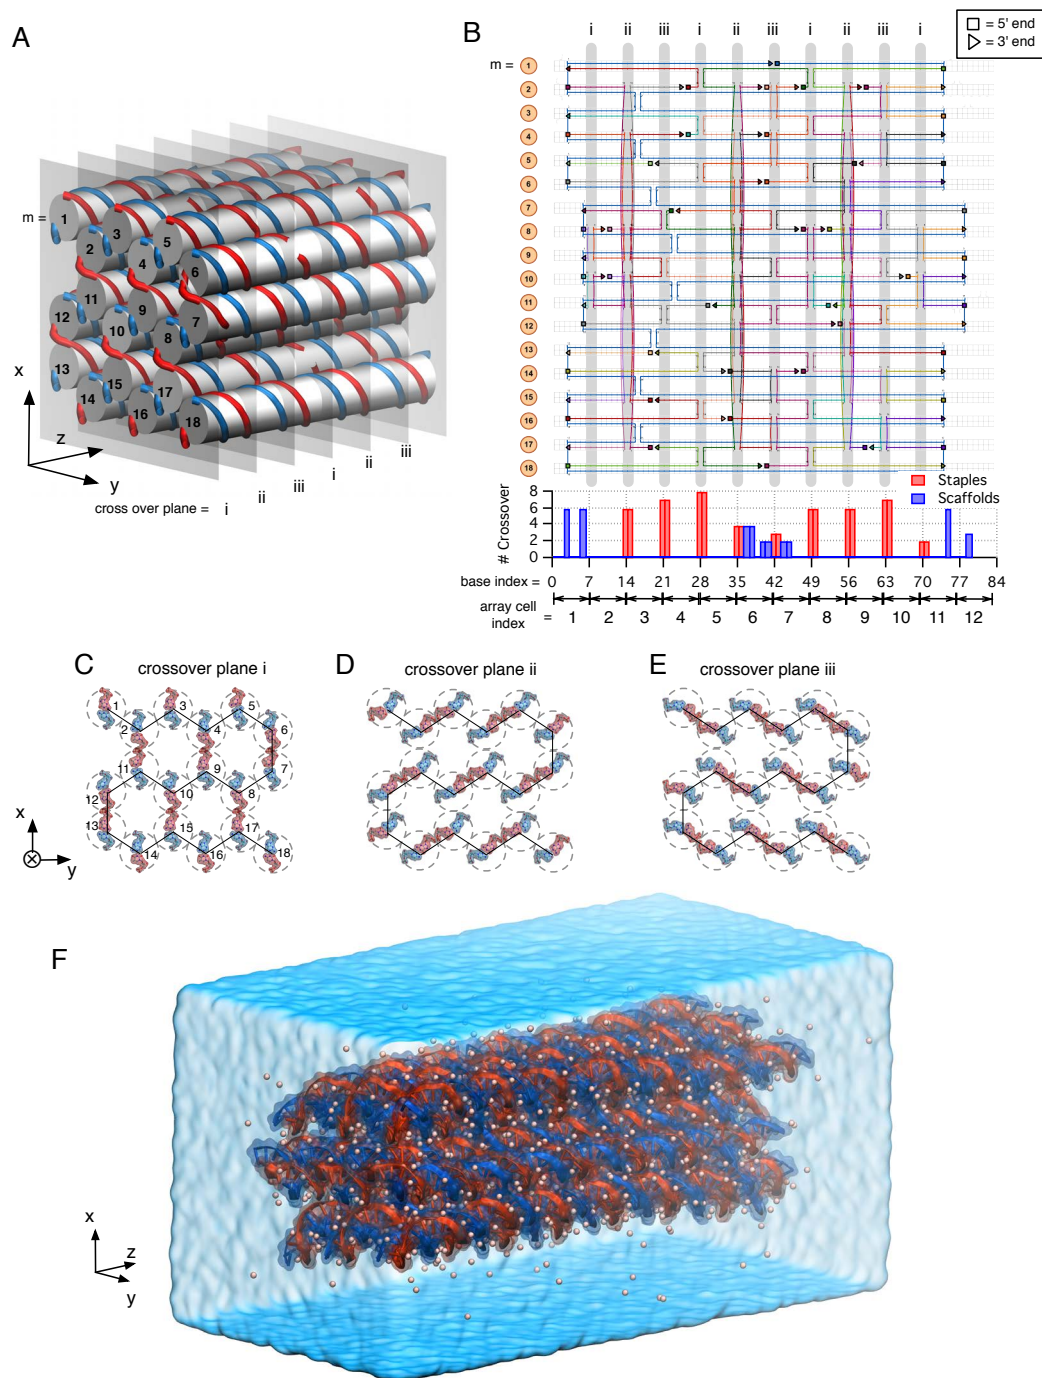 A
m =
1
3
5
2
4
6
11
9
7
12
10
8
13
15
17
14
16
18
x
z
y
i
ii
iii
i
ii
iii
cross over plane =
B
i ii iii i ii iii i ii iii i
= 5' end
= 3' end
m = 1
2
3
4
5
6
7
8
9
10
11
12
13
14
15
16
17
18
Staples
Scaffolds
# Crossover
8
6
4
2
0
base index = 0 7 14 21 28 35 42 49 56 63 70 77 84
array cell index = 1 2 3 4 5 6 7 8 9 10 11 12
C crossover plane i
1 3 5
2 4 6
11 9 7
12 10 8
13 15 17
14 16 18
x
y
D crossover plane ii
E crossover plane iii
F
x
z
y